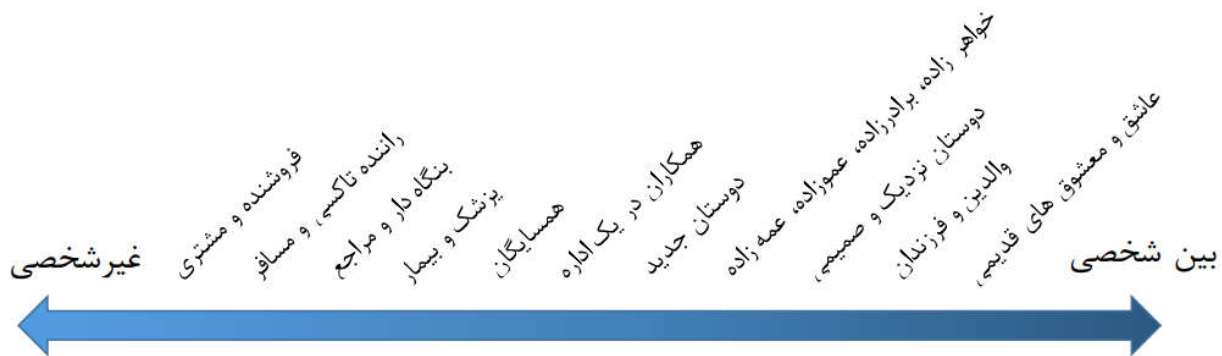 بین شخصی
عاشق و معشوق های قدیمی
والدین و فرزندان
دوستان نزدیک و صمیمی
خواهر زاده، برادرزاده، عموزاده، عمه زاده
دوستان جدید
همکاران در یک اداره
همسایگان
پزشک و بیمار
بنگاه دار و مراجع
راننده تاکسی و مسافر
فروشنده و مشتری
غیرشخصی